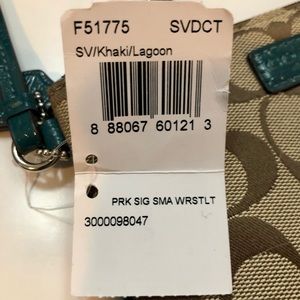 F51775 SVDCT
SV/Khaki/Lagoon
8 88067 60121 3
PRK SIG SMA WRSTLT
3000098047